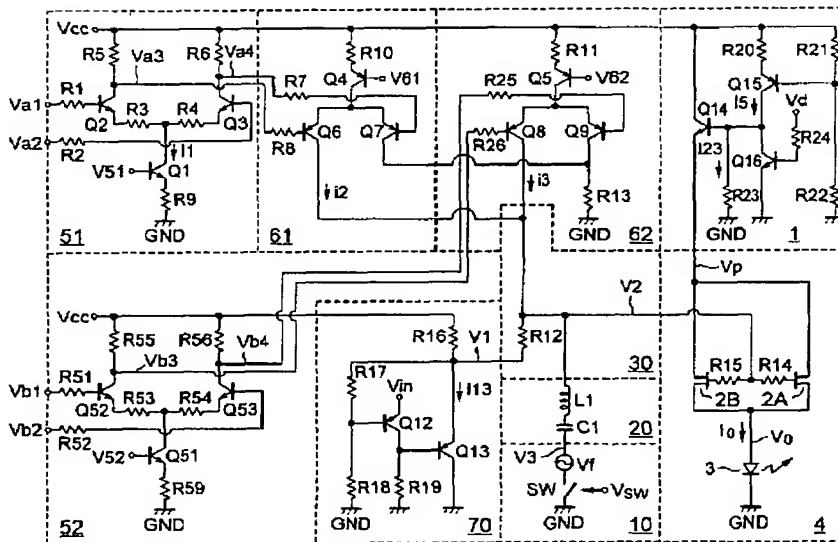 Vcc
R5
R6
Va3
Va4
R10
R11
R20
R21
Va1
R1
R7
Q4
V61
R25
Q5
V62
Q15
I5
Vd
Q2
R3
R4
Q3
R8
Q6
Q7
R26
Q8
Q9
Q14
Va2
R2
I1
I23
Q16
R24
V51
Q1
i2
i3
R13
R23
R22
R9
GND
GND
GND
51
61
62
1
Vp
Vcc
R55
R56
Vb3
Vb4
R16
V1
R12
V2
Vb1
R51
R17
Vin
I13
30
R15
R14
Q52
R53
R54
Q53
L1
2B
2A
Vb2
R52
Q12
C1
20
Io
Vo
V52
Q51
Q13
V3
Vf
3
R59
R18
R19
SW
Vsw
GND
GND
GND
GND
52
70
10
4